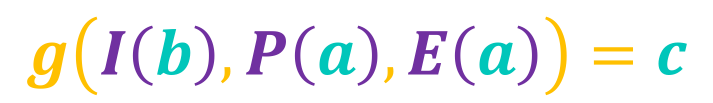 g(I(b), P(a), E(a)) = c